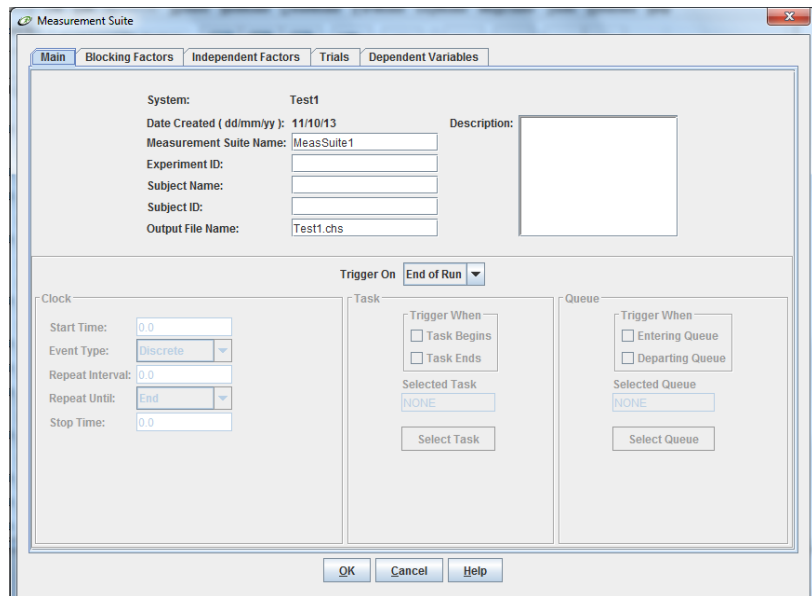 Measurement Suite
x
Main Blocking Factors Independent Factors Trials Dependent Variables
System: Test1
Date Created ( dd/mm/yy ): 11/10/13 Description:
Measurement Suite Name: MeasSuite1
Experiment ID:
Subject Name:
Subject ID:
Output File Name: Test1.chs
Trigger On End of Run
Clock
Start Time: 0.0
Event Type: Discrete
Repeat Interval: 0.0
Repeat Until: End
Stop Time: 0.0
Task
Trigger When
Task Begins
Task Ends
Selected Task
NONE
Select Task
Queue
Trigger When
Entering Queue
Departing Queue
Selected Queue
NONE
Select Queue
OK Cancel Help